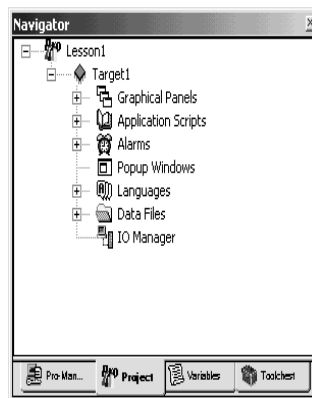 Navigator
Lesson1
Target1
Graphical Panels
Application Scripts
Alarms
Popup Windows
Languages
Data Files
IO Manager
Pro-Man... Project Variables Toolchest